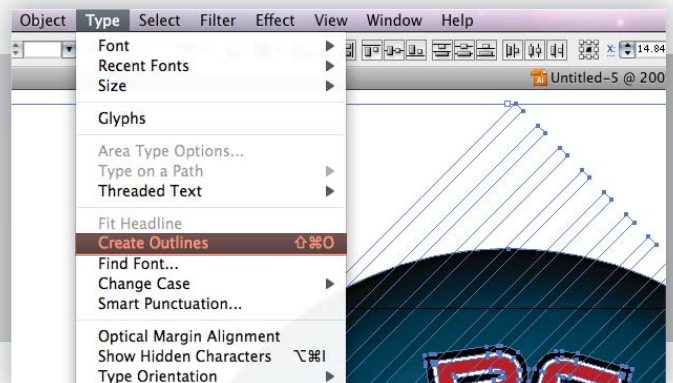 Object Type Select Filter Effect View Window Help
x: 14.84
Untitled-5 @ 200
Font
Recent Fonts
Size
Glyphs
Area Type Options...
Type on a Path
Threaded Text
Fit Headline
Create Outlines ⇧⌘O
Find Font...
Change Case
Smart Punctuation...
Optical Margin Alignment
Show Hidden Characters ⌥⌘I
Type Orientation